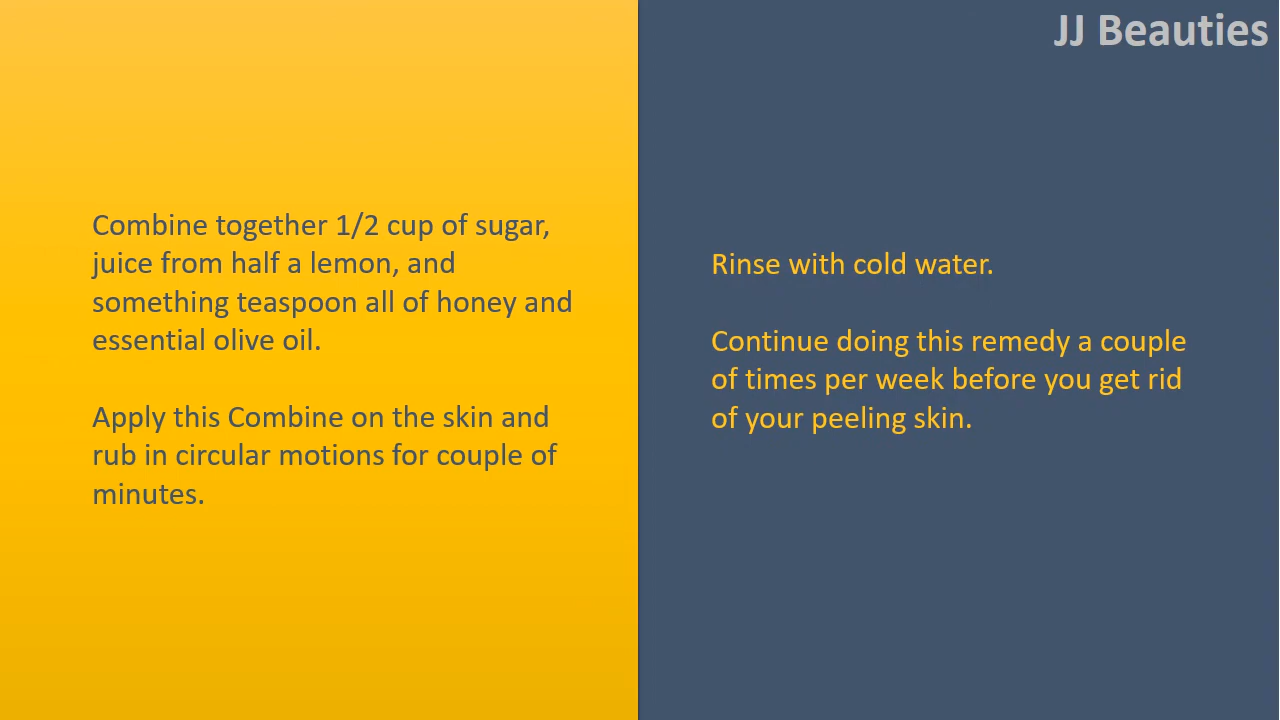 JJ Beauties
Combine together 1/2 cup of sugar,
juice from half a lemon, and
something teaspoon all of honey and
essential olive oil.
Apply this Combine on the skin and
rub in circular motions for couple of
minutes.
Rinse with cold water.
Continue doing this remedy a couple
of times per week before you get rid
of your peeling skin.